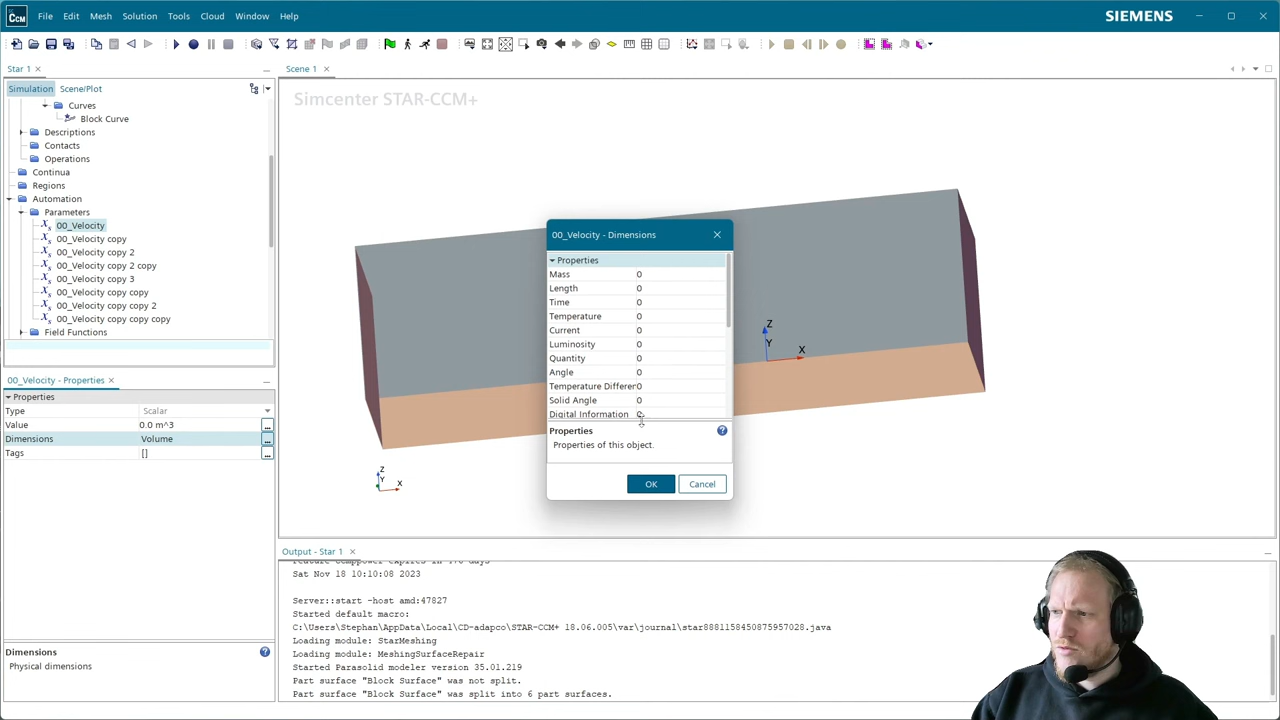 CCM File Edit Mesh Solution Tools Cloud Window Help SIEMENS
Star 1
Scene 1
Simulation Scene/Plot
Simcenter STAR-CCM+
Curves
Block Curve
Descriptions
Contacts
Operations
Continua
Regions
Automation
Parameters
00_Velocity
00_Velocity copy
00_Velocity copy 2
00_Velocity copy 2 copy
00_Velocity copy 3
00_Velocity copy copy
00_Velocity copy copy 2
00_Velocity copy copy copy
Field Functions
00_Velocity - Properties
Properties
Type Scalar
Value 0.0 m^3
Dimensions Volume
Tags []
Dimensions
Physical dimensions
00_Velocity - Dimensions
Properties
Mass 0
Length 0
Time 0
Temperature 0
Current 0
Luminosity 0
Quantity 0
Angle 0
Temperature Differen 0
Solid Angle 0
Digital Information
Properties
Properties of this object.
OK Cancel
Z
Y
X
Z
Y
X
Output - Star 1
Sat Nov 18 10:10:08 2023
Server::start -host amd:47827
Started default macro:
C:\Users\Stephan\AppData\Local\CD-adapco\STAR-CCM+ 18.06.005\var\journal\star8881158450875957028.java
Loading module: StarMeshing
Loading module: MeshingSurfaceRepair
Started Parasolid modeler version 35.01.219
Part surface "Block Surface" was not split.
Part surface "Block Surface" was split into 6 part surfaces.